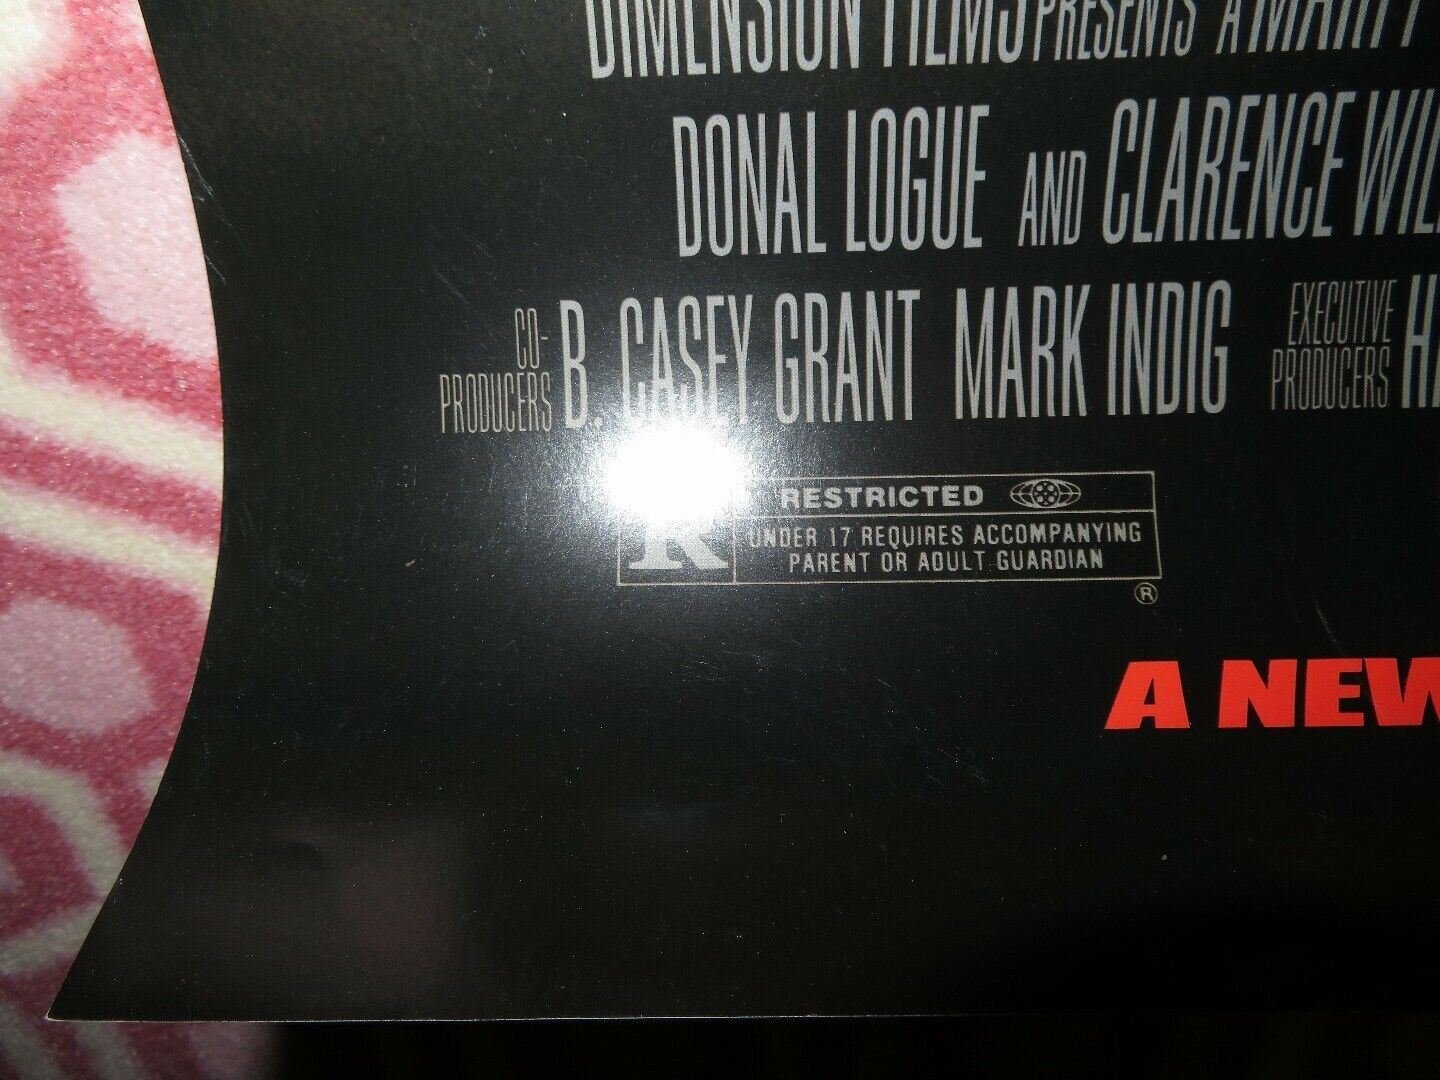 DIMENSION FILMS PRESENTS A
DONAL LOGUE AND CLARENCE
CO-PRODUCERS B. CASEY GRANT MARK INDIG EXECUTIVE PRODUCERS
R RESTRICTED
UNDER 17 REQUIRES ACCOMPANYING
PARENT OR ADULT GUARDIAN
®
A NEW